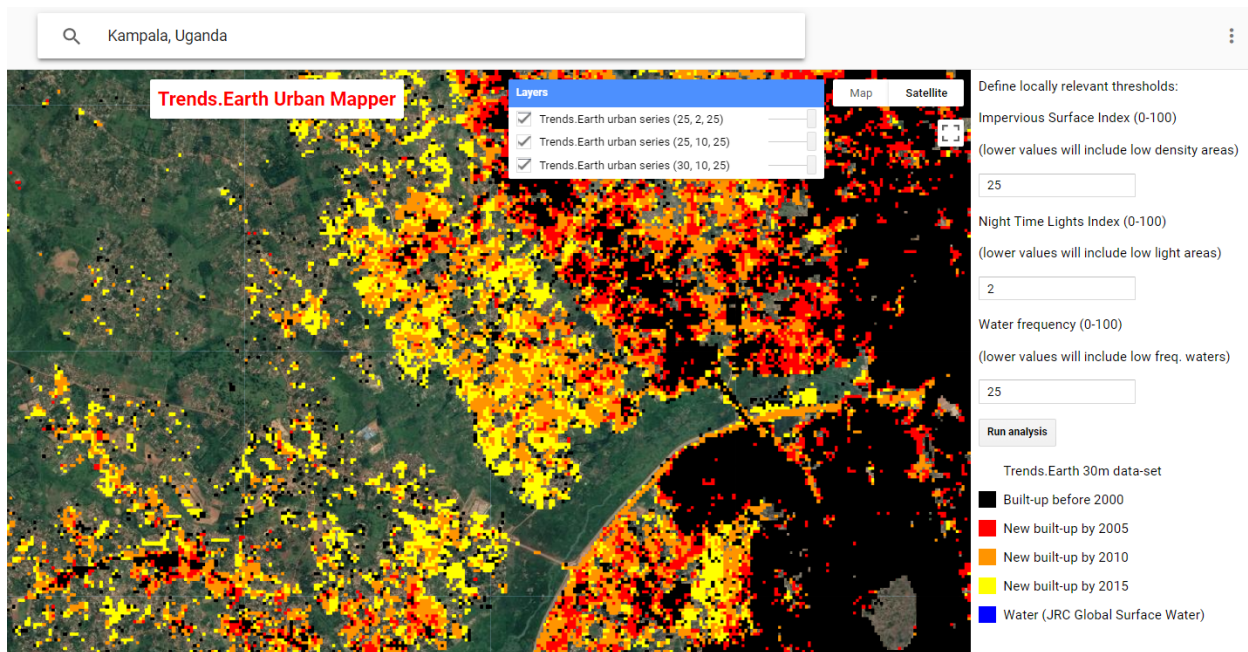 Kampala, Uganda
Trends.Earth Urban Mapper
Layers
Trends.Earth urban series (25, 2, 25)
Trends.Earth urban series (25, 10, 25)
Trends.Earth urban series (30, 10, 25)
Map
Satellite
Define locally relevant thresholds:
Impervious Surface Index (0-100)
(lower values will include low density areas)
25
Night Time Lights Index (0-100)
(lower values will include low light areas)
2
Water frequency (0-100)
(lower values will include low freq. waters)
25
Run analysis
Trends.Earth 30m data-set
Built-up before 2000
New built-up by 2005
New built-up by 2010
New built-up by 2015
Water (JRC Global Surface Water)